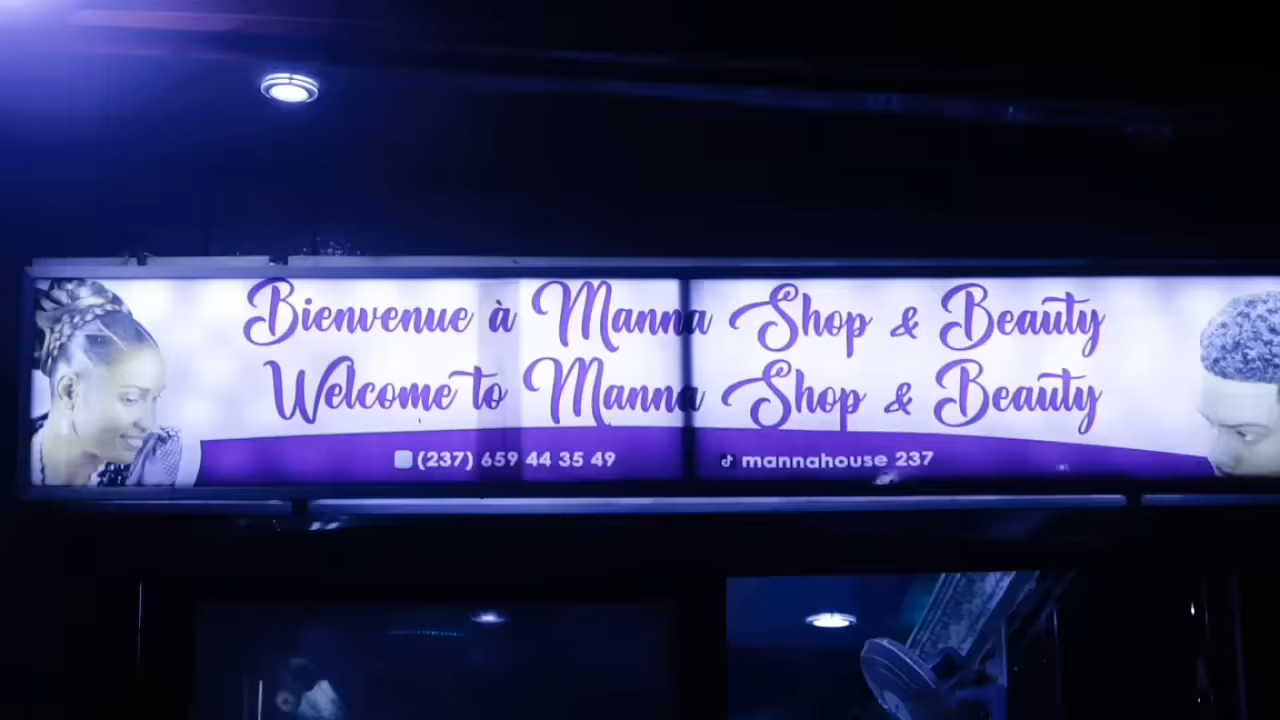 Bienvenue à Manna Shop & Beauty
Welcome to Manna Shop & Beauty
(237) 659 44 35 49
mannahouse 237